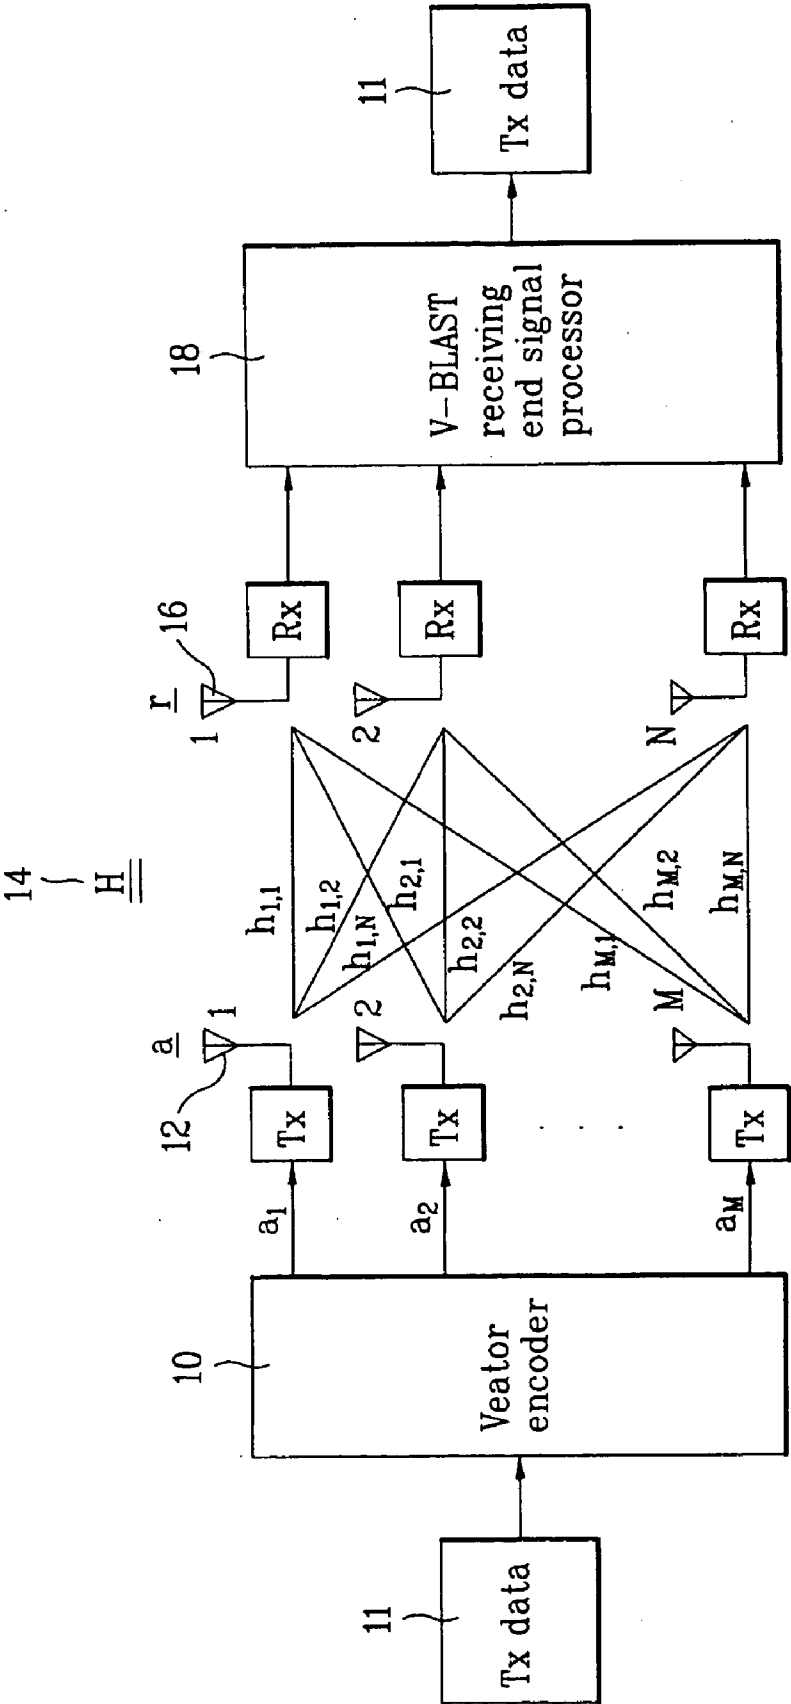 14
H
11
Tx data
10
Veator
encoder
a1
a2
aM
Tx
Tx
Tx
12
a
1
2
M
h1,1
h1,2
h1,N
h2,1
h2,2
h2,N
hM,1
hM,2
hM,N
r
16
1
2
N
Rx
Rx
Rx
18
V-BLAST
receiving
end signal
processor
11
Tx data